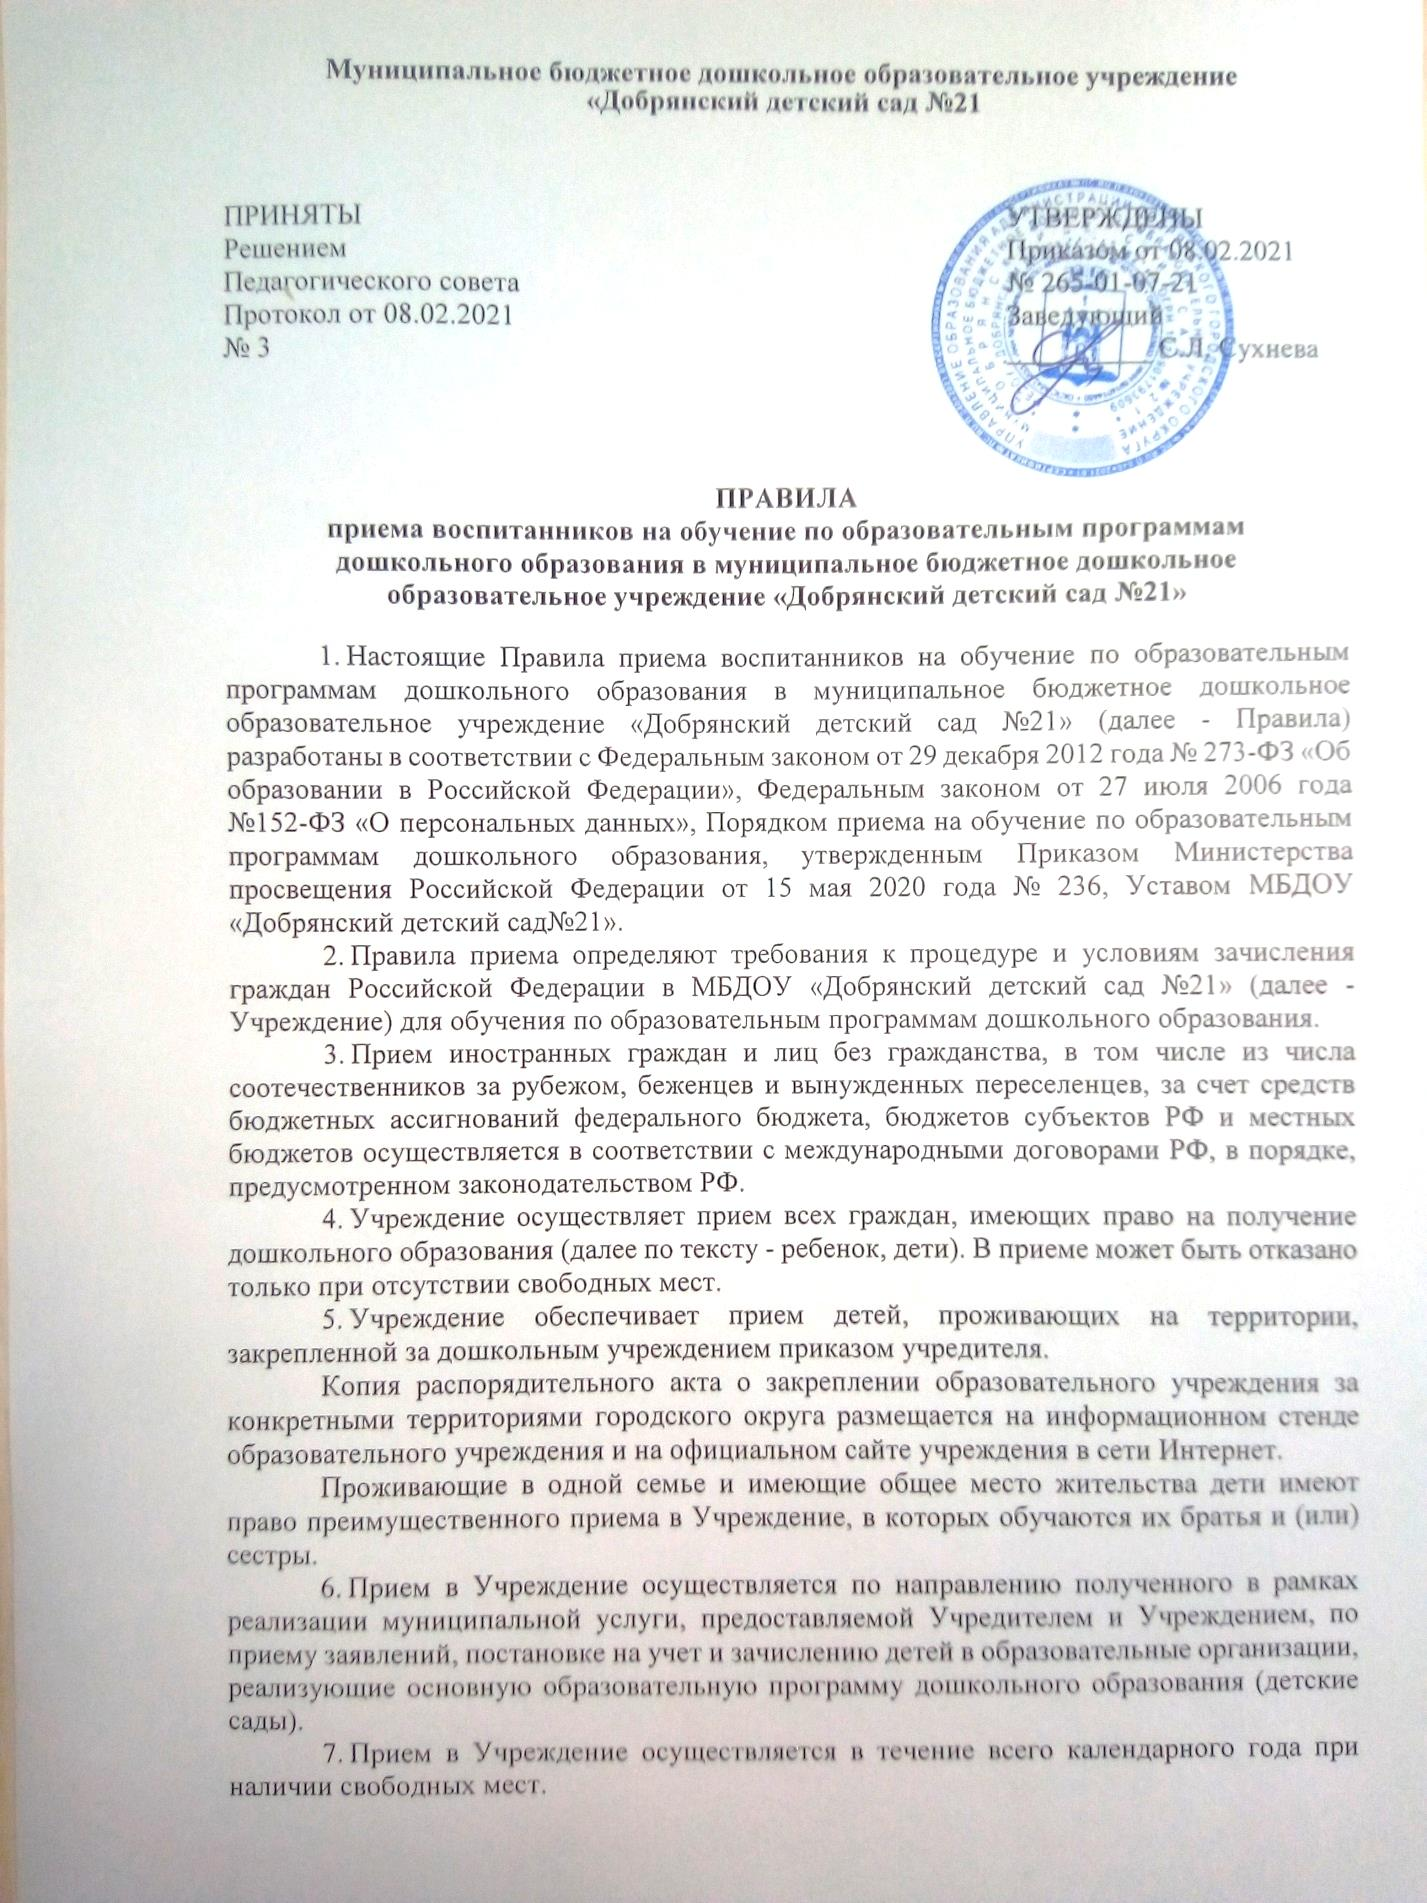 Муниципальное бюджетное дошкольное образовательное учреждение
«Добрянский детский сад №21
ПРИНЯТЫ
Решением
Педагогического совета
Протокол от 08.02.2021
№ 3
УТВЕРЖДЕНЫ
Приказом от 08.02.2021
№ 265-01-07-21
Заведующий
С.Л. Сухнева
ПРАВИЛА
приема воспитанников на обучение по образовательным программам
дошкольного образования в муниципальное бюджетное дошкольное
образовательное учреждение «Добрянский детский сад №21»
1. Настоящие Правила приема воспитанников на обучение по образовательным
программам дошкольного образования в муниципальное бюджетное дошкольное
образовательное учреждение «Добрянский детский сад №21» (далее - Правила)
разработаны в соответствии с Федеральным законом от 29 декабря 2012 года № 273-ФЗ «Об
образовании в Российской Федерации», Федеральным законом от 27 июля 2006 года
№152-ФЗ «О персональных данных», Порядком приема на обучение по образовательным
программам дошкольного образования, утвержденным Приказом Министерства
просвещения Российской Федерации от 15 мая 2020 года № 236, Уставом МБДОУ
«Добрянский детский сад№21».
2. Правила приема определяют требования к процедуре и условиям зачисления
граждан Российской Федерации в МБДОУ «Добрянский детский сад №21» (далее -
Учреждение) для обучения по образовательным программам дошкольного образования.
3. Прием иностранных граждан и лиц без гражданства, в том числе из числа
соотечественников за рубежом, беженцев и вынужденных переселенцев, за счет средств
бюджетных ассигнований федерального бюджета, бюджетов субъектов РФ и местных
бюджетов осуществляется в соответствии с международными договорами РФ, в порядке,
предусмотренном законодательством РФ.
4. Учреждение осуществляет прием всех граждан, имеющих право на получение
дошкольного образования (далее по тексту - ребенок, дети). В приеме может быть отказано
только при отсутствии свободных мест.
5. Учреждение обеспечивает прием детей, проживающих на территории,
закрепленной за дошкольным учреждением приказом учредителя.
Копия распорядительного акта о закреплении образовательного учреждения за
конкретными территориями городского округа размещается на информационном стенде
образовательного учреждения и на официальном сайте учреждения в сети Интернет.
Проживающие в одной семье и имеющие общее место жительства дети имеют
право преимущественного приема в Учреждение, в которых обучаются их братья и (или)
сестры.
6. Прием в Учреждение осуществляется по направлению полученного в рамках
реализации муниципальной услуги, предоставляемой Учредителем и Учреждением, по
приему заявлений, постановке на учет и зачислению детей в образовательные организации,
реализующие основную образовательную программу дошкольного образования (детские
сады).
7. Прием в Учреждение осуществляется в течение всего календарного года при
наличии свободных мест.